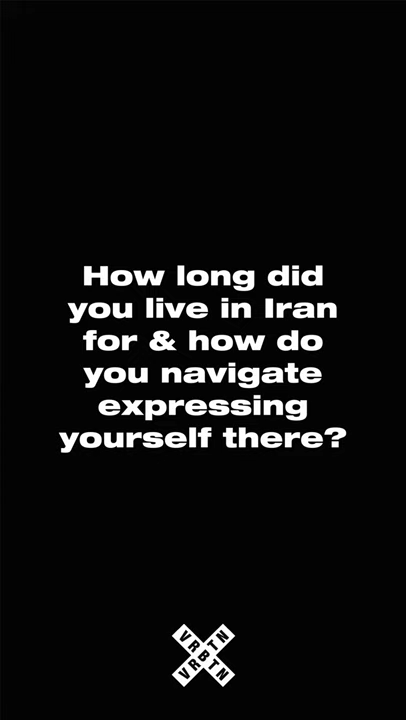 How long did
you live in Iran
for & how do
you navigate
expressing
yourself there?
VRBTN
VRBTN